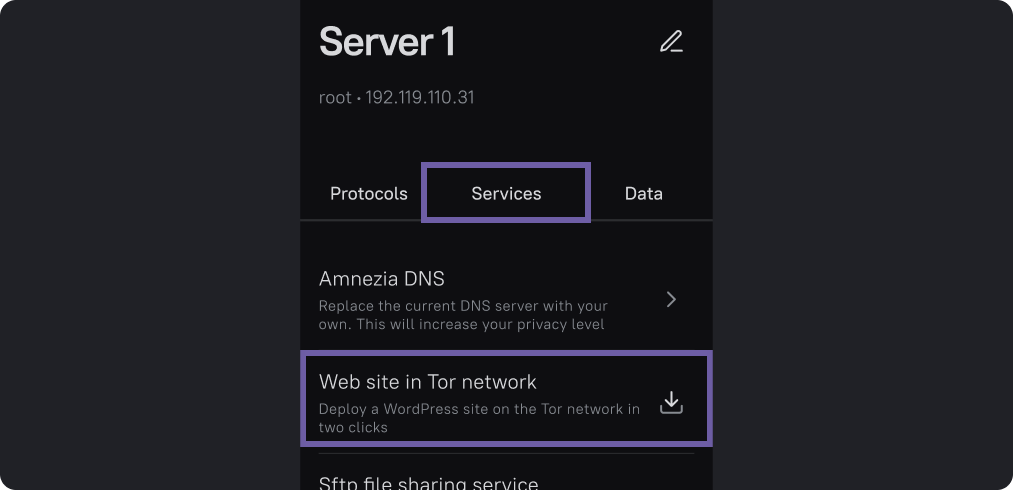 Server 1
root • 192.119.110.31
Protocols
Services
Data
Amnezia DNS
Replace the current DNS server with your
own. This will increase your privacy level
Web site in Tor network
Deploy a WordPress site on the Tor network in
two clicks
Sftp file sharing service